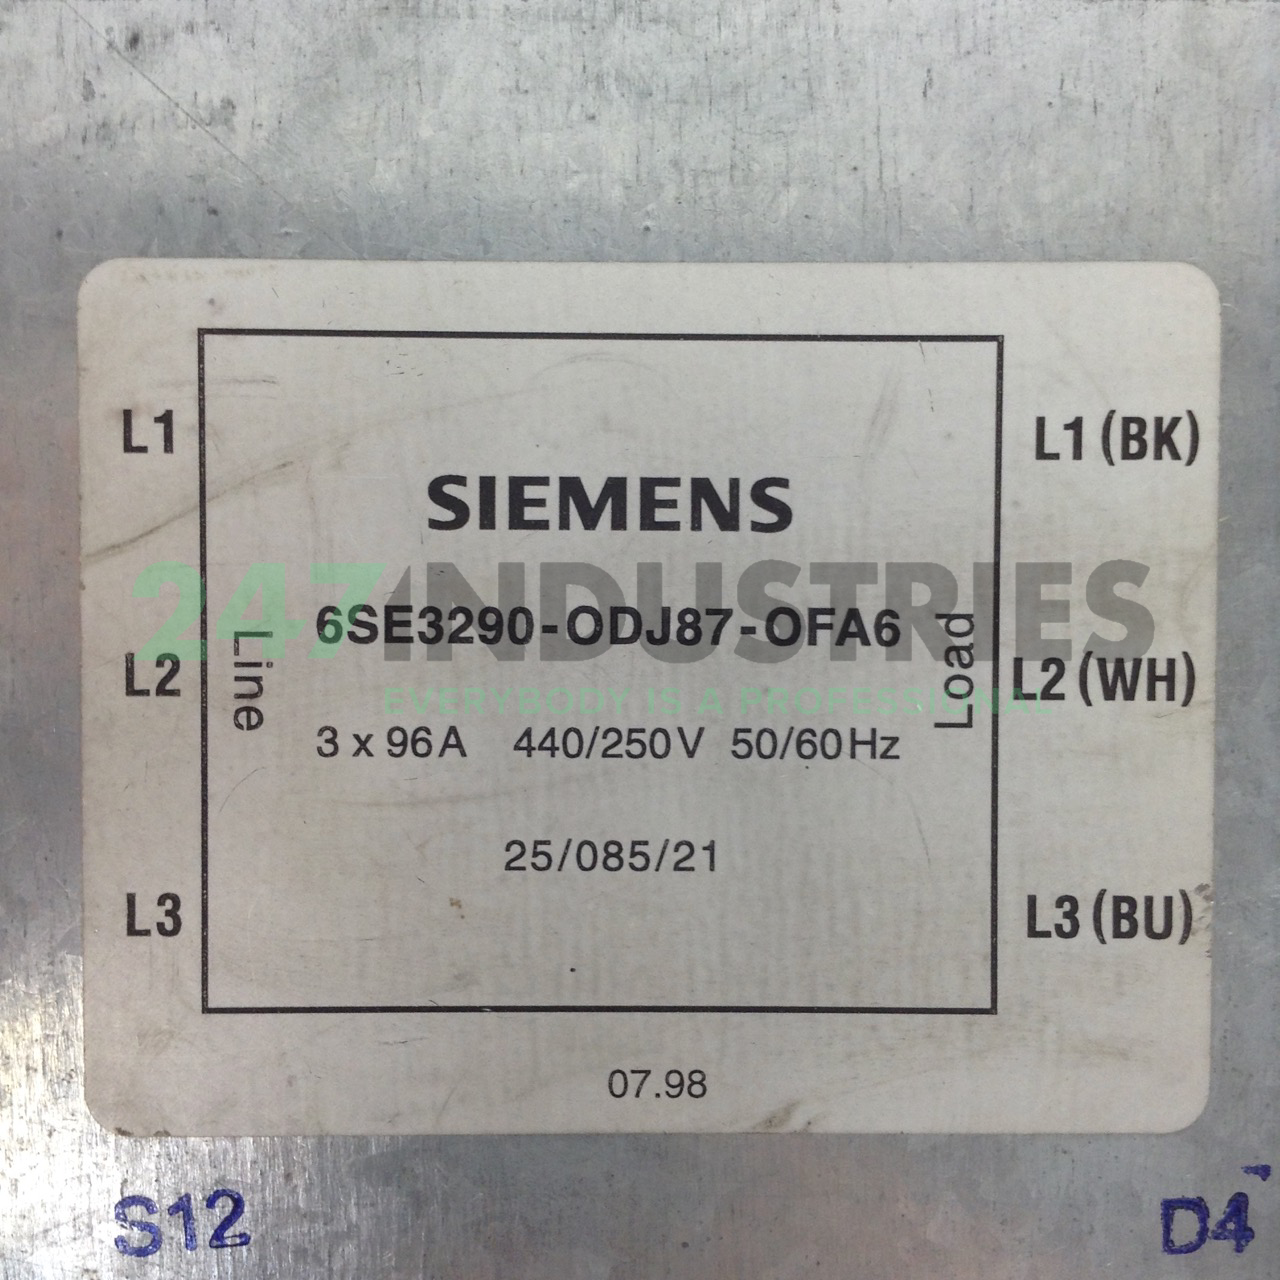 L1
L1 (BK)
SIEMENS
247INDUSTRIES
6SE3290-ODJ87-OFA6
Line
Load
L2
L2 (WH)
EVERYBODY IS A PROFESSIONAL
3 x 96 A 440/250 V 50/60 Hz
25/085/21
L3
L3 (BU)
07.98
S12
D4